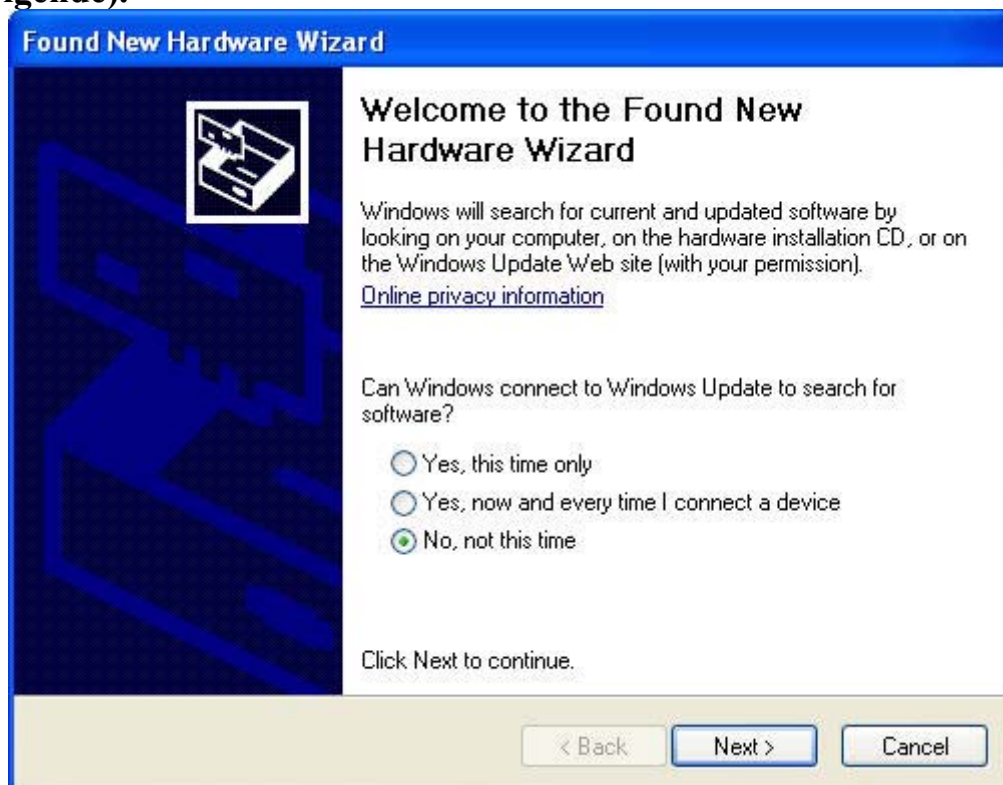 Found New Hardware Wizard
Welcome to the Found New
Hardware Wizard
Windows will search for current and updated software by
looking on your computer, on the hardware installation CD, or on
the Windows Update Web site (with your permission).
Online privacy information
Can Windows connect to Windows Update to search for
software?
Yes, this time only
Yes, now and every time I connect a device
No, not this time
Click Next to continue.
< Back Next > Cancel